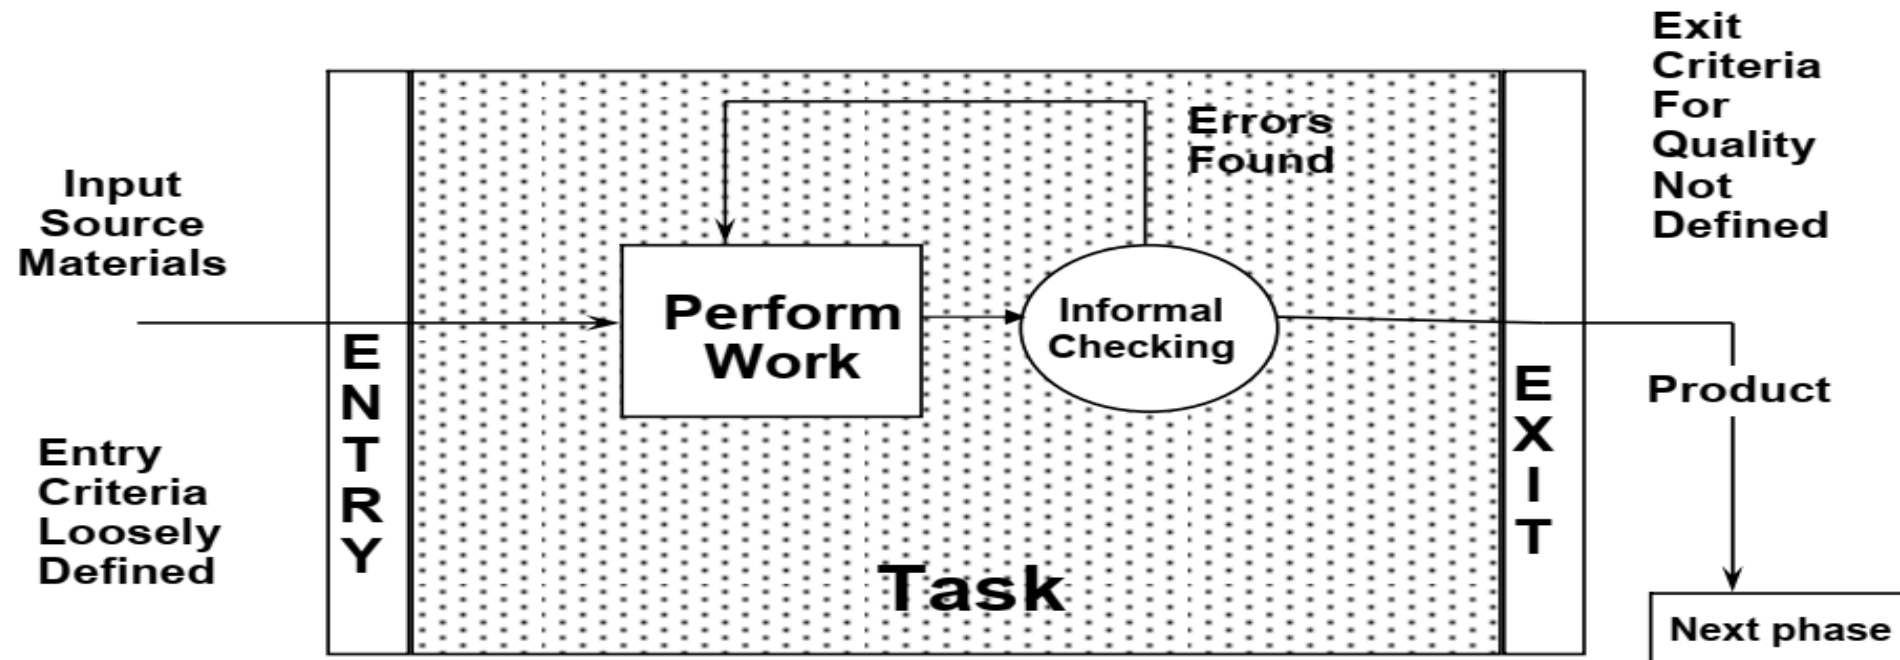 Input
Source
Materials
Entry
Criteria
Loosely
Defined
E
N
T
R
Y
Errors
Found
Perform
Work
Informal
Checking
Task
E
X
I
T
Exit
Criteria
For
Quality
Not
Defined
Product
Next phase